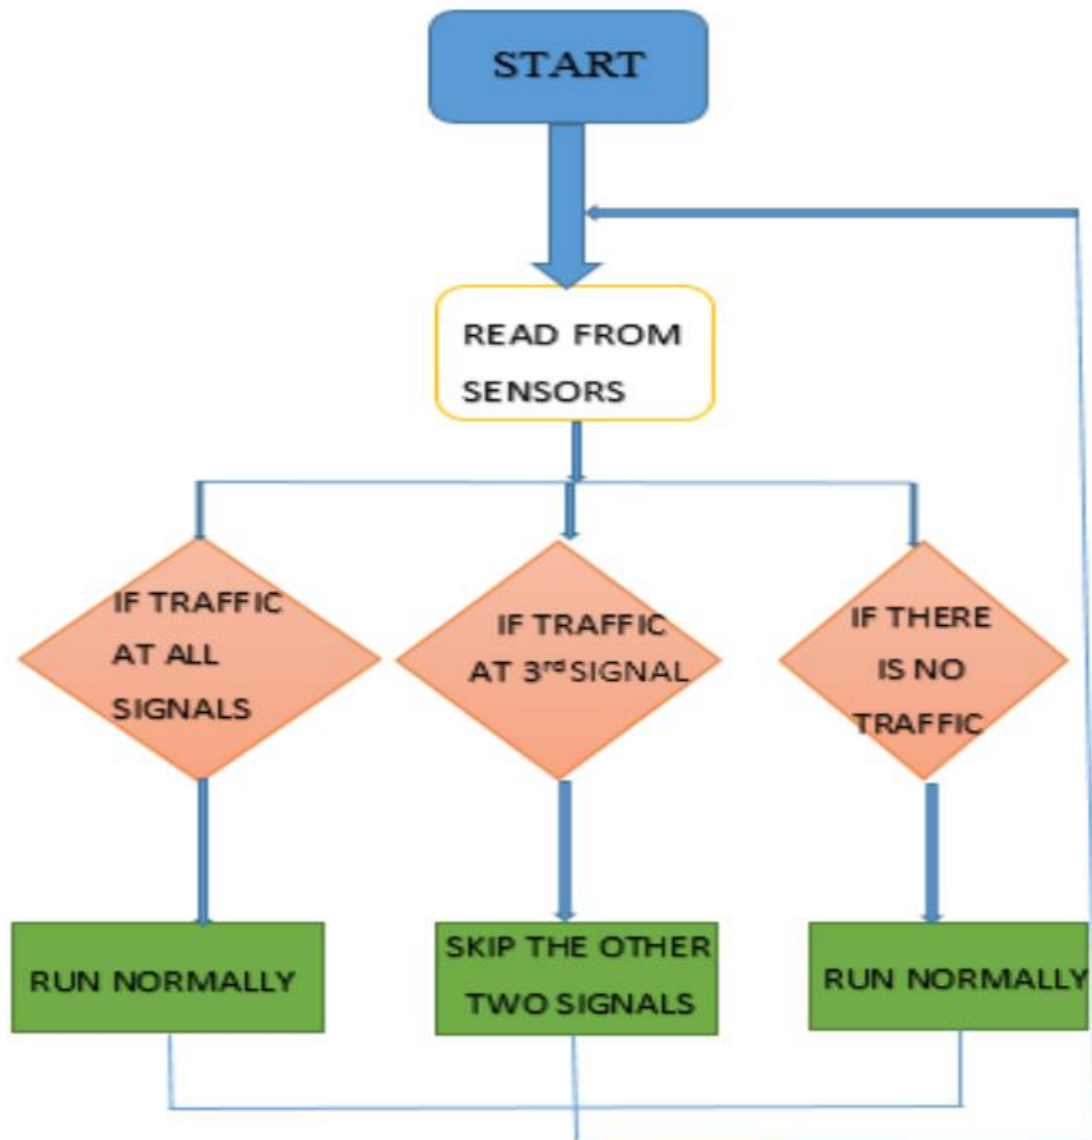 START
READ FROM
SENSORS
IF TRAFFIC
AT ALL
SIGNALS
IF TRAFFIC
AT 3rd SIGNAL
IF THERE
IS NO
TRAFFIC
RUN NORMALLY
SKIP THE OTHER
TWO SIGNALS
RUN NORMALLY